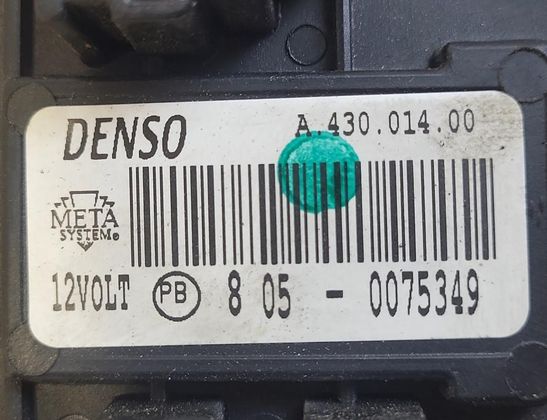 DENSO A.430.014.00
META
SYSTEM®
12VOLT PB 8 05 - 0075349